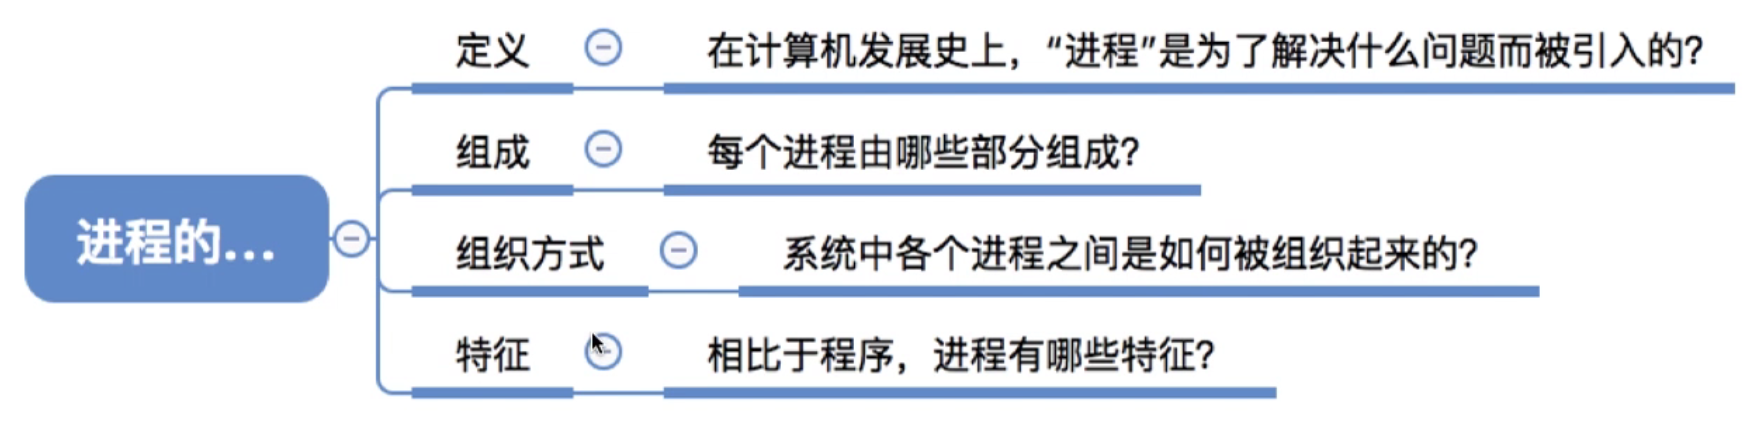 进程的...
定义
在计算机发展史上，“进程”是为了解决什么问题而被引入的？
组成
每个进程由哪些部分组成？
组织方式
系统中各个进程之间是如何被组织起来的？
特征
相比于程序，进程有哪些特征？